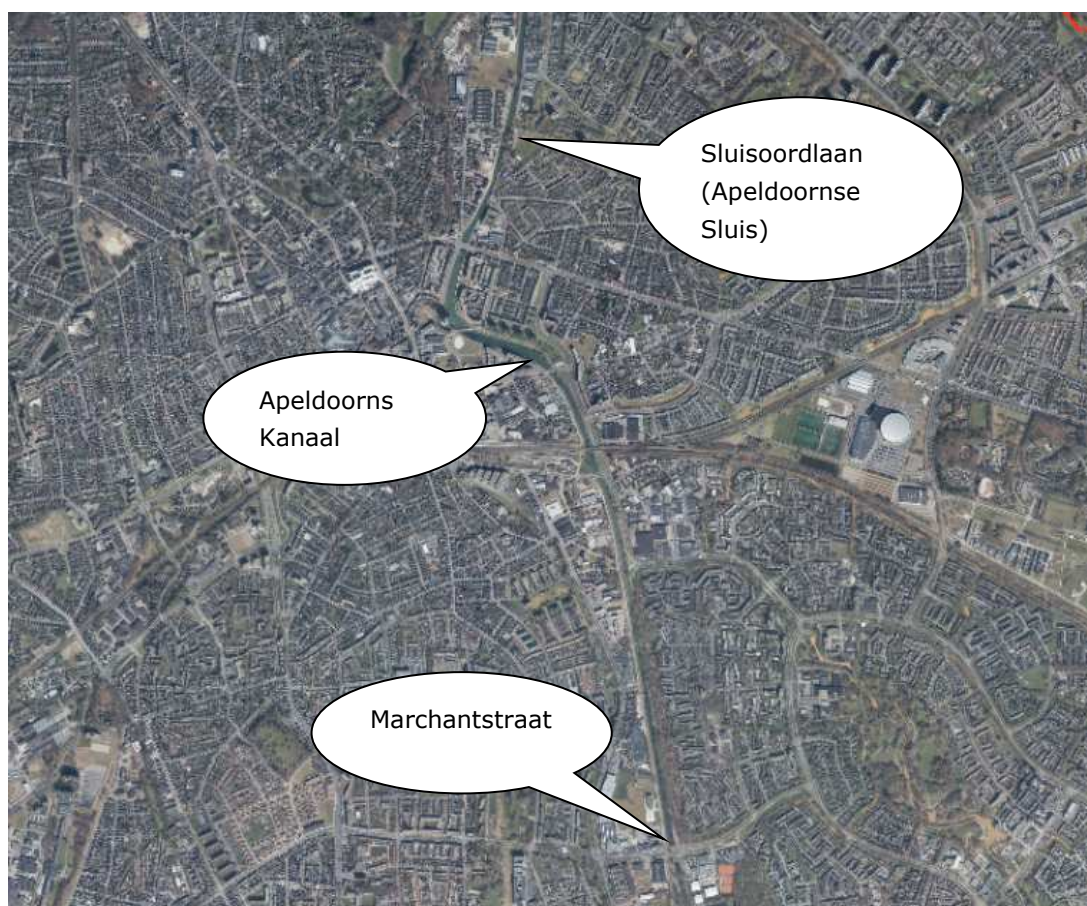 Sluisoordlaan
(Apeldoornse
Sluis)
Apeldoorns
Kanaal
Marchantstraat